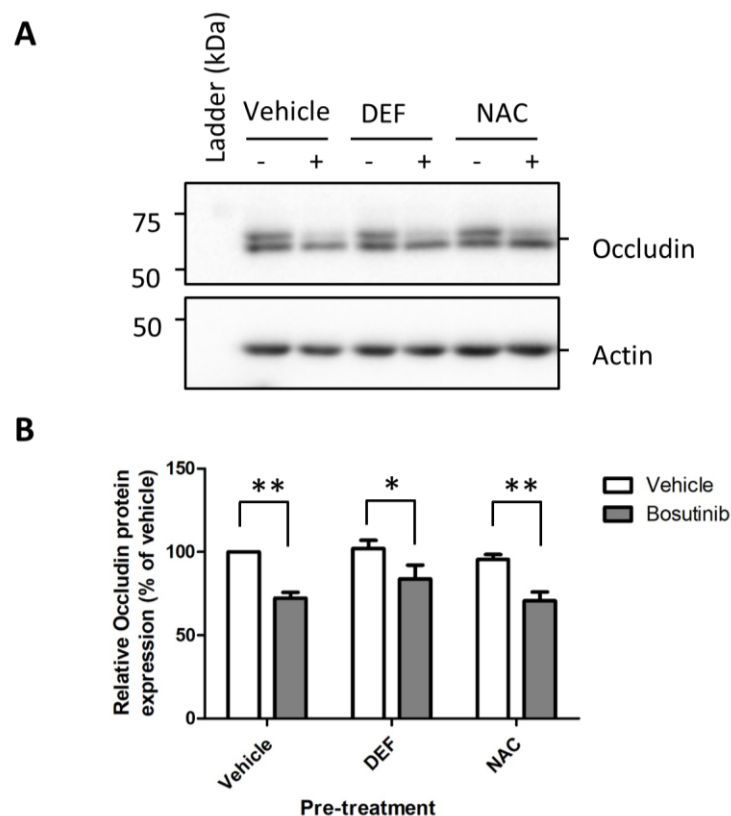 A
Ladder (kDa)
Vehicle DEF NAC
- + - + - +
75
Occludin
50
50
Actin
B
Relative Occludin protein
expression (% of vehicle)
150
100
50
0
** * **
Vehicle
Bosutinib
Vehicle DEF NAC
Pre-treatment